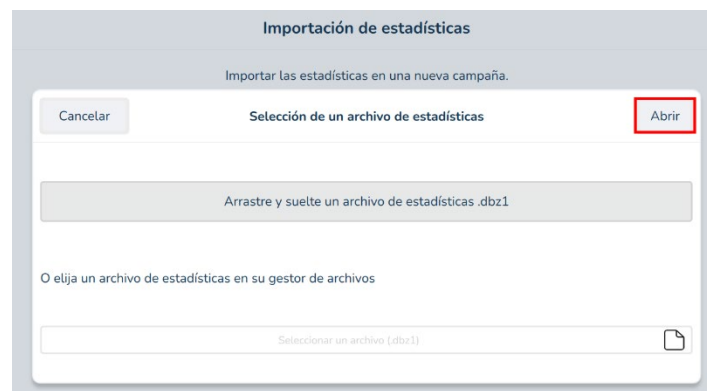 Importación de estadísticas
Importar las estadísticas en una nueva campaña.
Cancelar
Selección de un archivo de estadísticas
Abrir
Arrastre y suelte un archivo de estadísticas .dbz1
O elija un archivo de estadísticas en su gestor de archivos
Seleccionar un archivo (.dbz1)